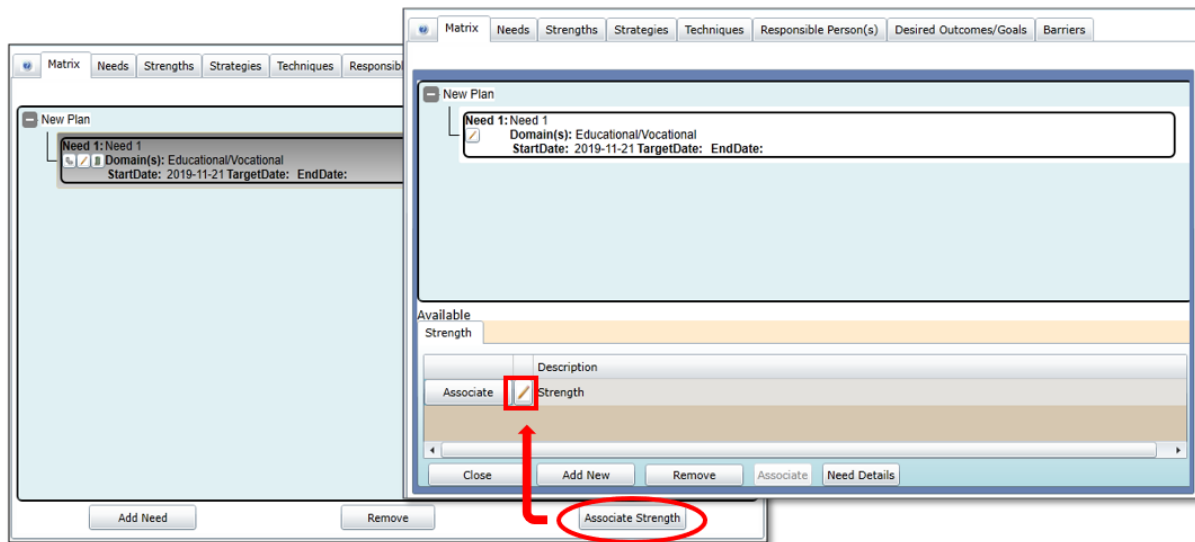 Matrix Needs Strengths Strategies Techniques Responsib
New Plan
Need 1: Need 1
Domain(s): Educational/Vocational
StartDate: 2019-11-21 TargetDate: EndDate:
Add Need Remove Associate Strength
Matrix Needs Strengths Strategies Techniques Responsible Person(s) Desired Outcomes/Goals Barriers
New Plan
Need 1: Need 1
Domain(s): Educational/Vocational
StartDate: 2019-11-21 TargetDate: EndDate:
Available
Strength
Description
Associate Strength
Close Add New Remove Associate Need Details